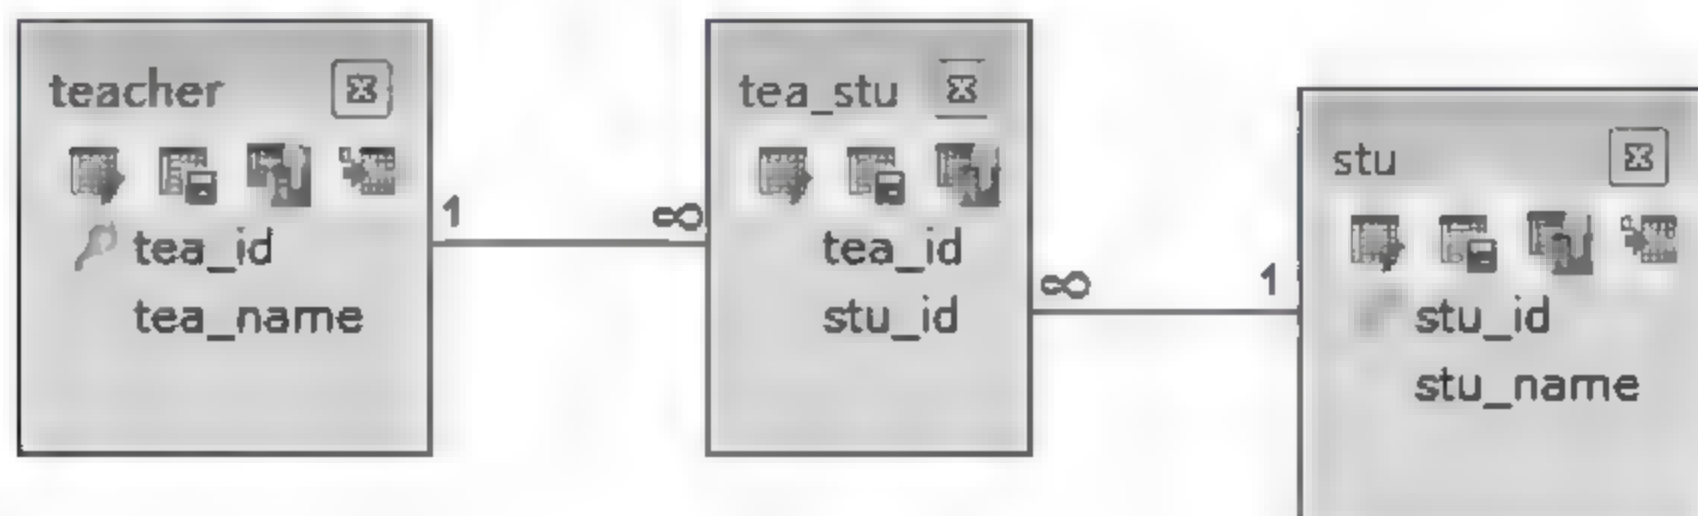 teacher
tea_id
tea_name
1
∞
tea_stu
tea_id
stu_id
∞
1
stu
stu_id
stu_name